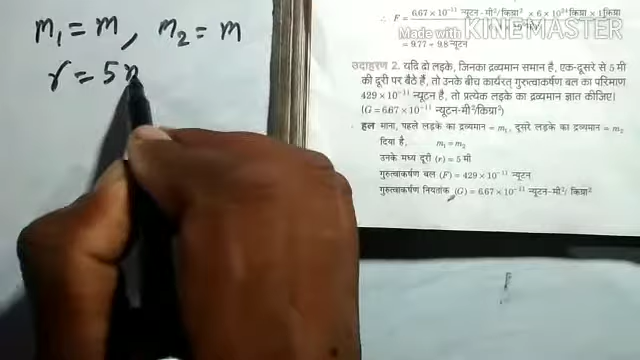 m₁ = m, m₂ = m
r = 5
∴ F = 6.67×10⁻¹¹ न्यूटन-मी²/किग्रा² × 6 × 10²⁴ किग्रा × 1 किग्रा
Made with KINEMASTER
= 9.77 ≈ 9.8 न्यूटन
उदाहरण 2. यदि दो लड़के, जिनका द्रव्यमान समान है, एक-दूसरे से 5 मी
की दूरी पर बैठे हैं, तो उनके बीच कार्यरत् गुरुत्वाकर्षण बल का परिमाण
429 × 10⁻¹¹ न्यूटन है, तो प्रत्येक लड़के का द्रव्यमान ज्ञात कीजिए।
(G = 6.67 × 10⁻¹¹ न्यूटन-मी²/किग्रा²)
हल माना, पहले लड़के का द्रव्यमान = m₁, दूसरे लड़के का द्रव्यमान = m₂
दिया है, m₁ = m₂
उनके मध्य दूरी (r) = 5 मी
गुरुत्वाकर्षण बल (F) = 429 × 10⁻¹¹ न्यूटन
गुरुत्वाकर्षण नियतांक (G) = 6.67 × 10⁻¹¹ न्यूटन-मी²/ किग्रा²